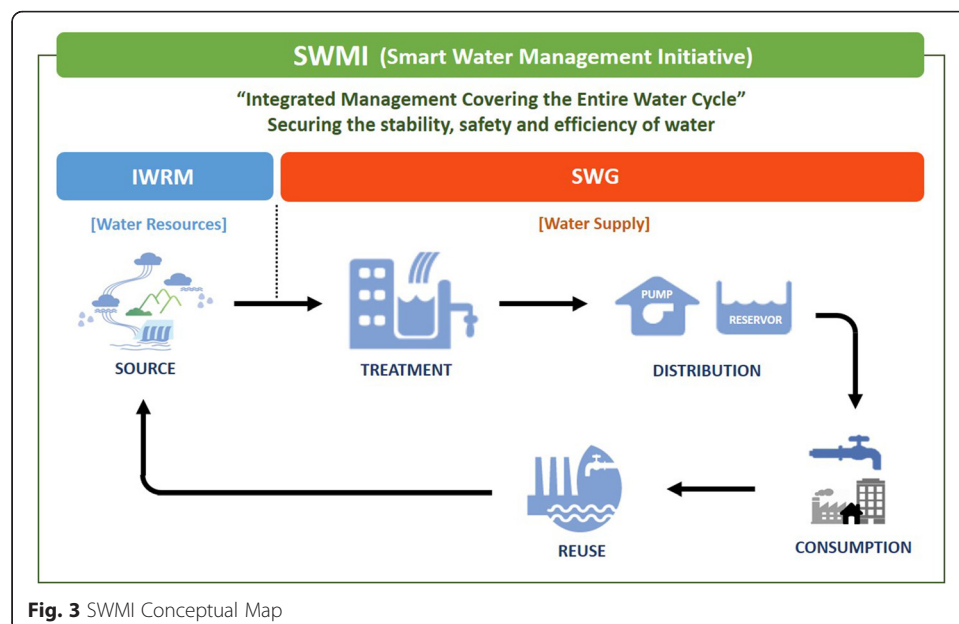 SWMI (Smart Water Management Initiative)
“Integrated Management Covering the Entire Water Cycle”
Securing the stability, safety and efficiency of water
IWRM
SWG
[Water Resources]
[Water Supply]
PUMP
RESERVOR
SOURCE
TREATMENT
DISTRIBUTION
REUSE
CONSUMPTION
Fig. 3 SWMI Conceptual Map